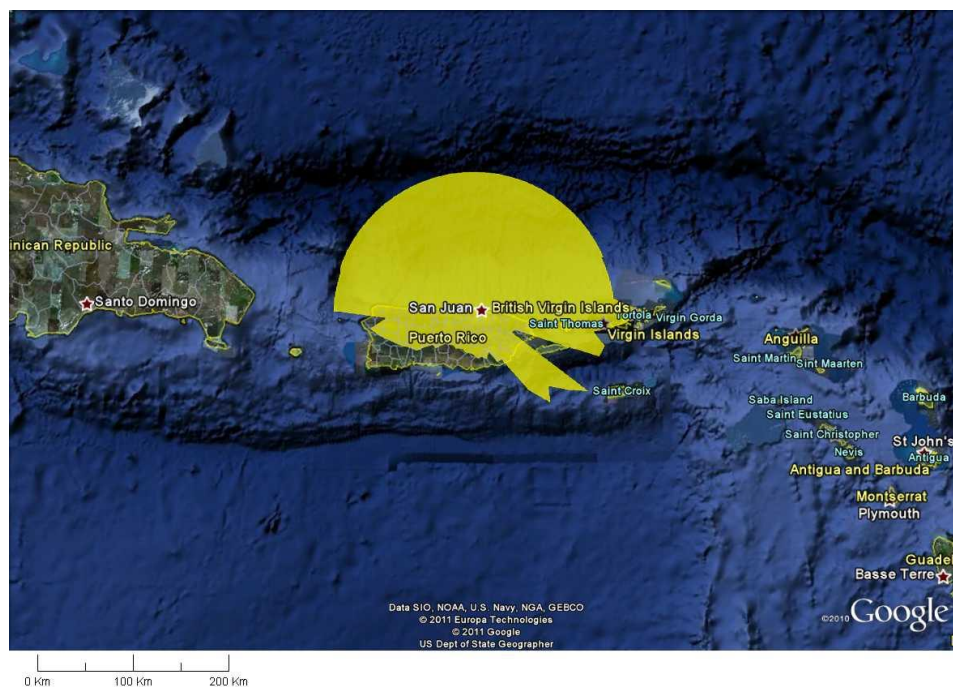 inican Republic
Santo Domingo
San Juan
British Virgin Islands
Saint Thomas
Tortola
Virgin Gorda
Virgin Islands
Puerto Rico
Anguilla
Saint Martin
Sint Maarten
Saint Croix
Saba Island
Barbuda
Saint Eustatius
Saint Christopher
Nevis
St John's
Antigua
Antigua and Barbuda
Montserrat
Plymouth
Guadel
Basse Terre
Data SIO, NOAA, U.S. Navy, NGA, GEBCO
© 2011 Europa Technologies
© 2011 Google
US Dept of State Geographer
©2010 Google
0 Km 100 Km 200 Km